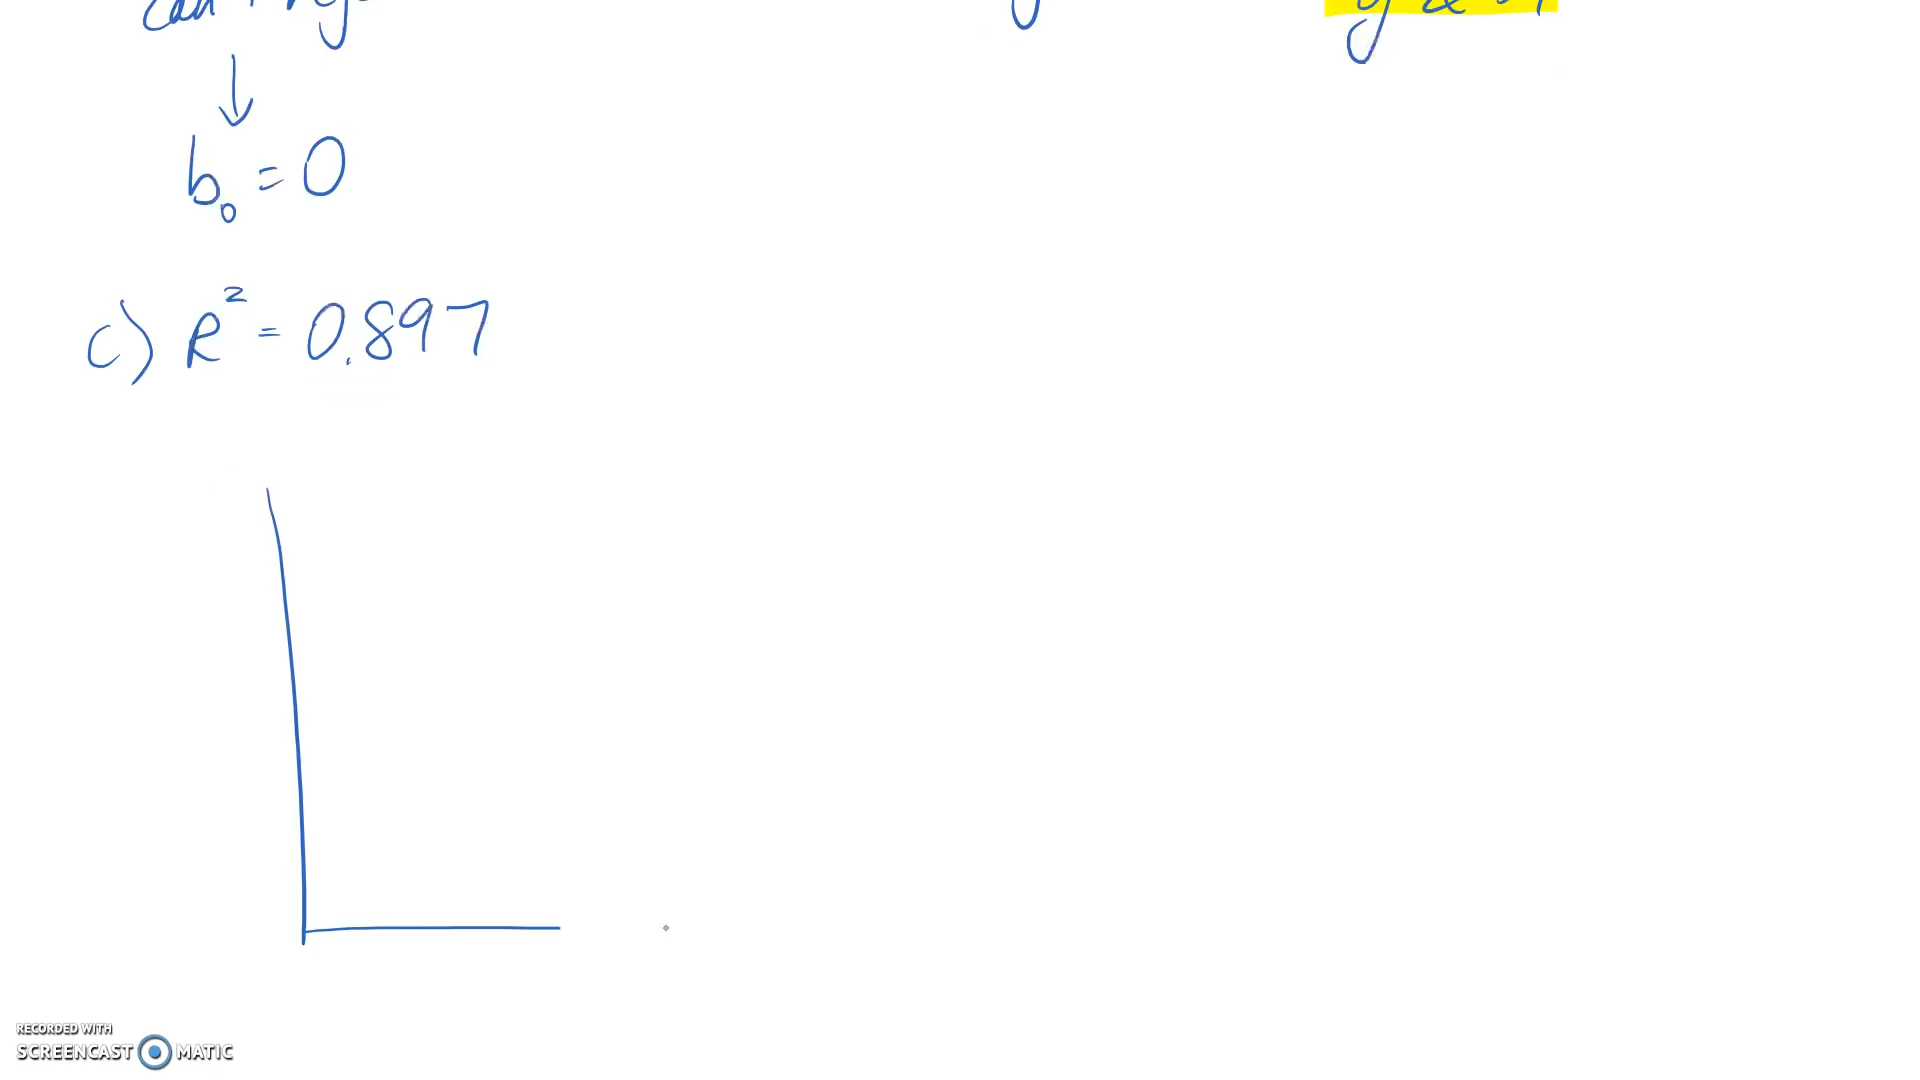 b₀ = 0
c) R² = 0.897
RECORDED WITH
SCREENCAST MATIC